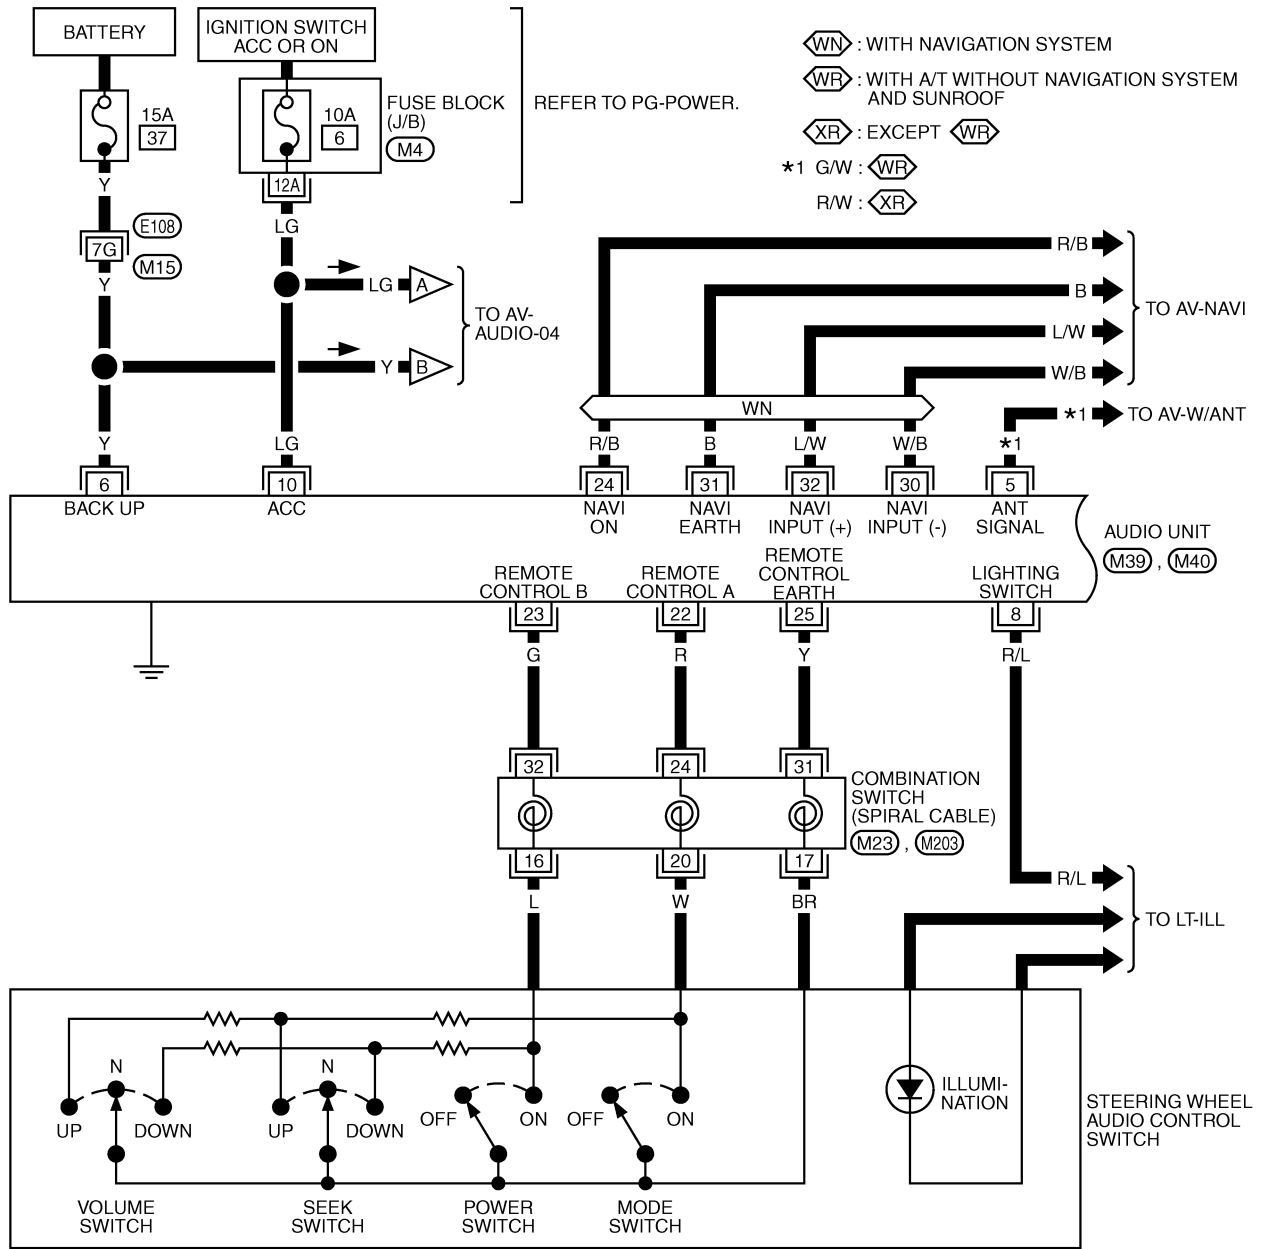 BATTERY
IGNITION SWITCH
ACC OR ON
15A
37
10A
6
FUSE BLOCK
(J/B)
M4
REFER TO PG-POWER.
WN : WITH NAVIGATION SYSTEM
WR : WITH A/T WITHOUT NAVIGATION SYSTEM
AND SUNROOF
XR : EXCEPT WR
*1 G/W : WR
R/W : XR
12A
Y
LG
E108
7G
M15
Y
LG
A
TO AV-
AUDIO-04
Y
B
R/B
B
L/W
W/B
TO AV-NAVI
*1
TO AV-W/ANT
WN
Y
LG
R/B
B
L/W
W/B
*1
6
10
24
31
32
30
5
BACK UP
ACC
NAVI
ON
NAVI
EARTH
NAVI
INPUT (+)
NAVI
INPUT (-)
ANT
SIGNAL
AUDIO UNIT
M39 , M40
REMOTE
CONTROL B
REMOTE
CONTROL A
REMOTE
CONTROL
EARTH
LIGHTING
SWITCH
23
22
25
8
G
R
Y
R/L
32
24
31
COMBINATION
SWITCH
(SPIRAL CABLE)
M23 , M203
16
20
17
L
W
BR
R/L
TO LT-ILL
N
UP
DOWN
N
UP
DOWN
OFF
ON
OFF
ON
ILLUMI-
NATION
STEERING WHEEL
AUDIO CONTROL
SWITCH
VOLUME
SWITCH
SEEK
SWITCH
POWER
SWITCH
MODE
SWITCH